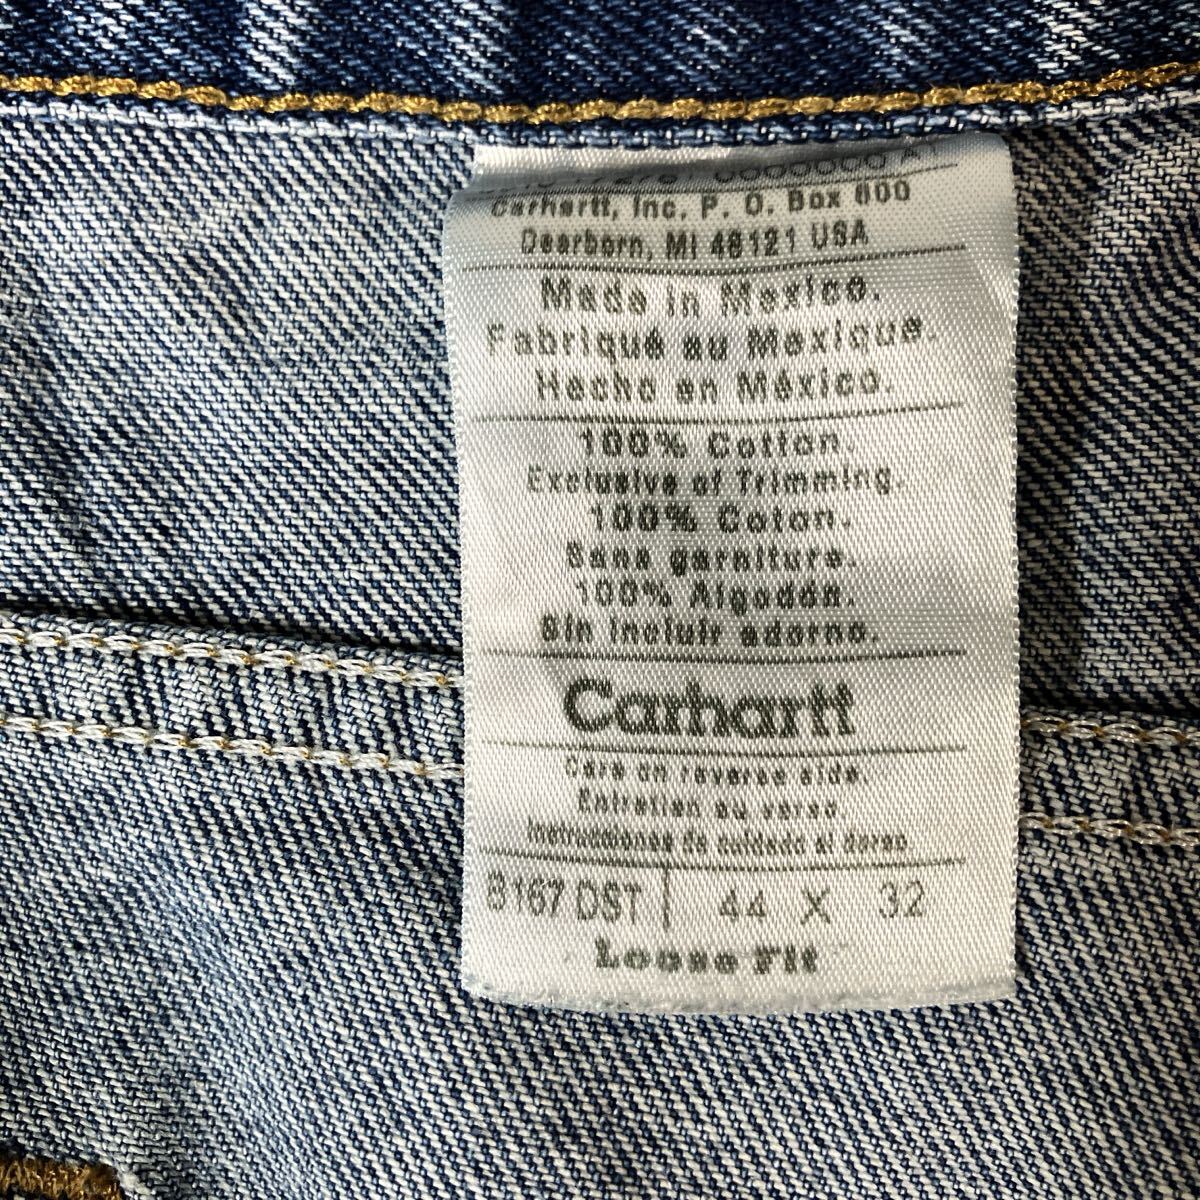 Carhartt, Inc. P. O. Box 600
Dearborn, MI 48121 USA
Made in Mexico.
Fabriqué au Mexique.
Hecho en México.
100% Cotton.
Exclusive of Trimming.
100% Coton.
Sans garniture.
100% Algodón.
Sin incluir adorno.
Carhartt
Care on reverse side.
Entretien au verso
Instrucciones de cuidado al dorso
B167 DST 44 X 32
Loose Fit